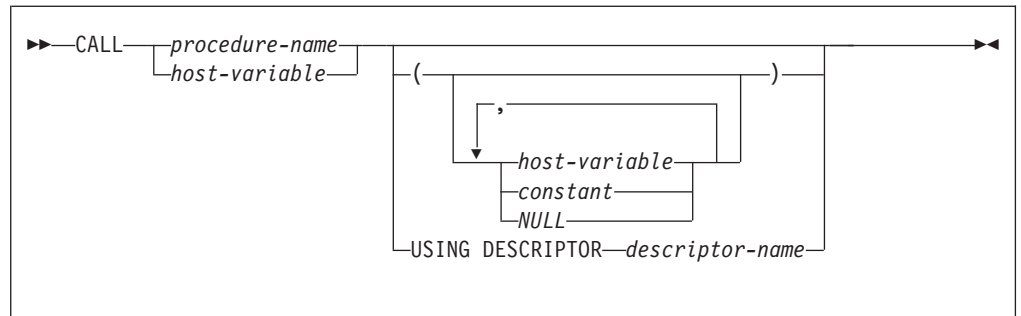 CALL procedure-name
host-variable
( )
,
host-variable
constant
NULL
USING DESCRIPTOR descriptor-name